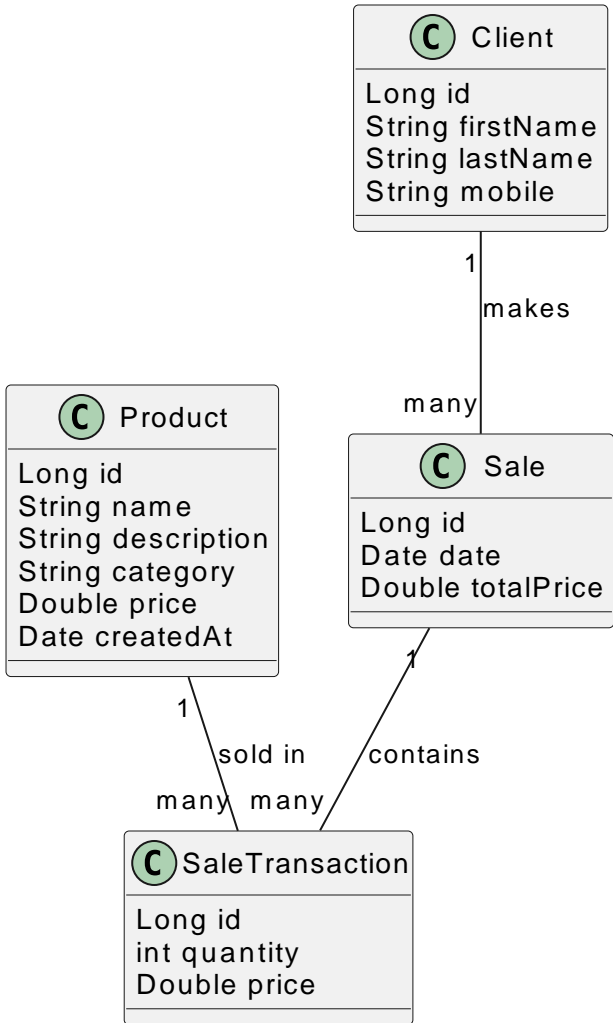 C Client
Long id
String firstName
String lastName
String mobile
1
makes
many
C Product
Long id
String name
String description
String category
Double price
Date createdAt
C Sale
Long id
Date date
Double totalPrice
1
1
sold in
contains
many
many
C SaleTransaction
Long id
int quantity
Double price